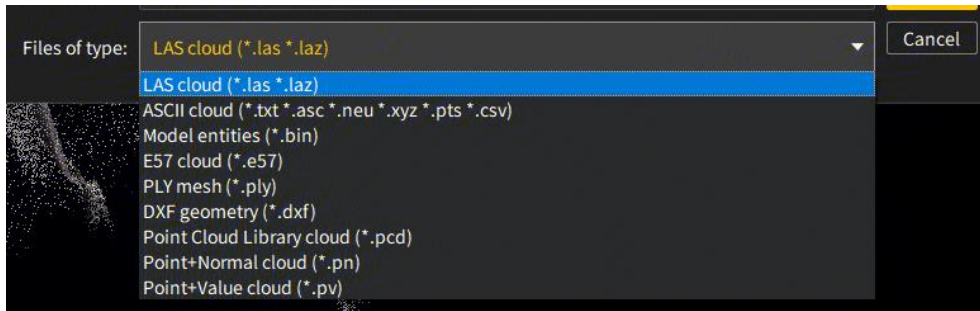 Files of type: LAS cloud (*.las *.laz) Cancel
LAS cloud (*.las *.laz)
ASCII cloud (*.txt *.asc *.neu *.xyz *.pts *.csv)
Model entities (*.bin)
E57 cloud (*.e57)
PLY mesh (*.ply)
DXF geometry (*.dxf)
Point Cloud Library cloud (*.pcd)
Point+Normal cloud (*.pn)
Point+Value cloud (*.pv)